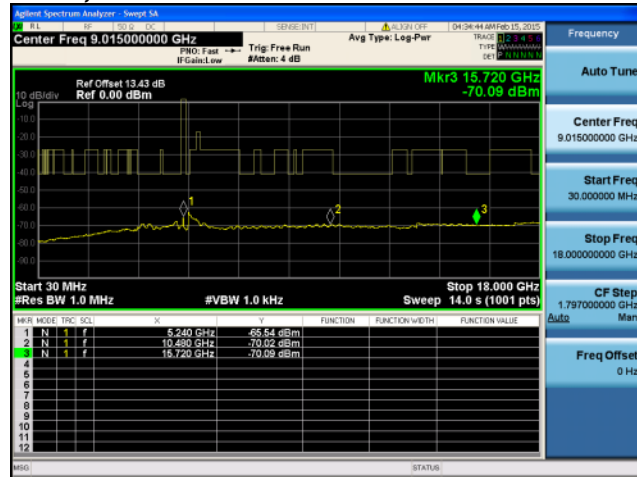 Agilent Spectrum Analyzer - Swept SA
RL RF 50 Ω DC SENSE:INT ALIGN OFF 04:34:44 AM Feb 15, 2015
Center Freq 9.015000000 GHz Avg Type: Log-Pwr TRACE 1 2 3 4 5 6
PNO: Fast Trig: Free Run TYPE
IFGain:Low #Atten: 4 dB DET P N N N N N
Mkr3 15.720 GHz
-70.09 dBm
Ref Offset 13.43 dB
10 dB/div Ref 0.00 dBm
Log
-10.0
-20.0
-30.0
-40.0
-50.0
-60.0
-70.0
-80.0
-90.0
1
2
3
Start 30 MHz Stop 18.000 GHz
#Res BW 1.0 MHz #VBW 1.0 kHz Sweep 14.0 s (1001 pts)
MKR MODE TRC SCL X Y FUNCTION FUNCTION WIDTH FUNCTION VALUE
1 N 1 f 5.240 GHz -65.54 dBm
2 N 1 f 10.480 GHz -70.02 dBm
3 N 1 f 15.720 GHz -70.09 dBm
4
5
6
7
8
9
10
11
12
MSG STATUS
Frequency
Auto Tune
Center Freq
9.015000000 GHz
Start Freq
30.000000 MHz
Stop Freq
18.000000000 GHz
CF Step
1.797000000 GHz
Auto Man
Freq Offset
0 Hz